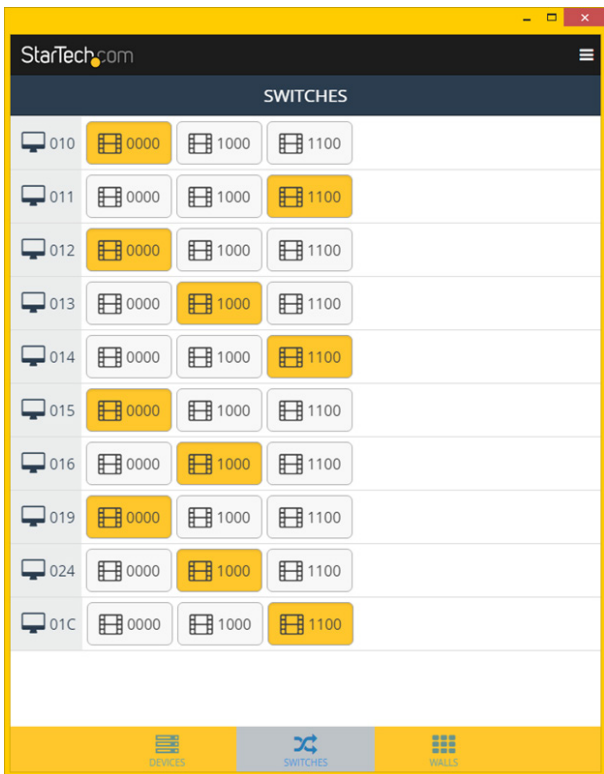 StarTech.com
SWITCHES
010 0000 1000 1100
011 0000 1000 1100
012 0000 1000 1100
013 0000 1000 1100
014 0000 1000 1100
015 0000 1000 1100
016 0000 1000 1100
019 0000 1000 1100
024 0000 1000 1100
01C 0000 1000 1100
DEVICES SWITCHES WALLS